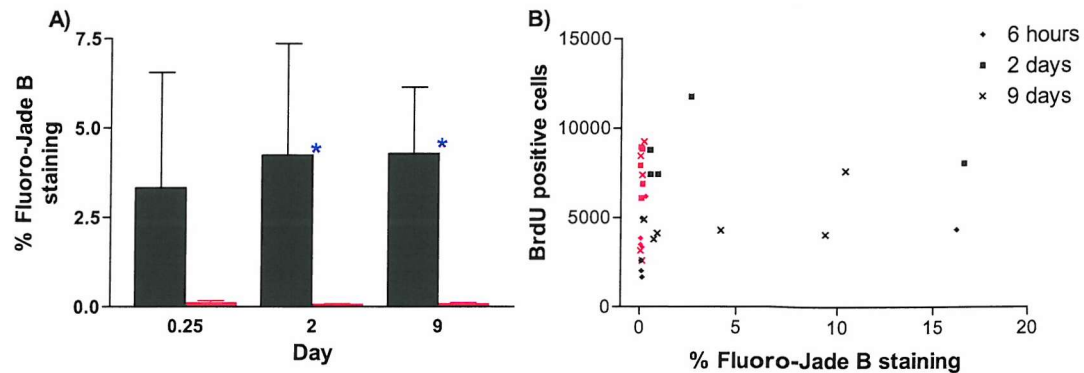 A)
% Fluoro-Jade B
staining
7.5
5.0
2.5
0.0
*
*
0.25
2
9
Day
B)
BrdU positive cells
15000
10000
5000
0
0
5
10
15
20
% Fluoro-Jade B staining
6 hours
2 days
9 days